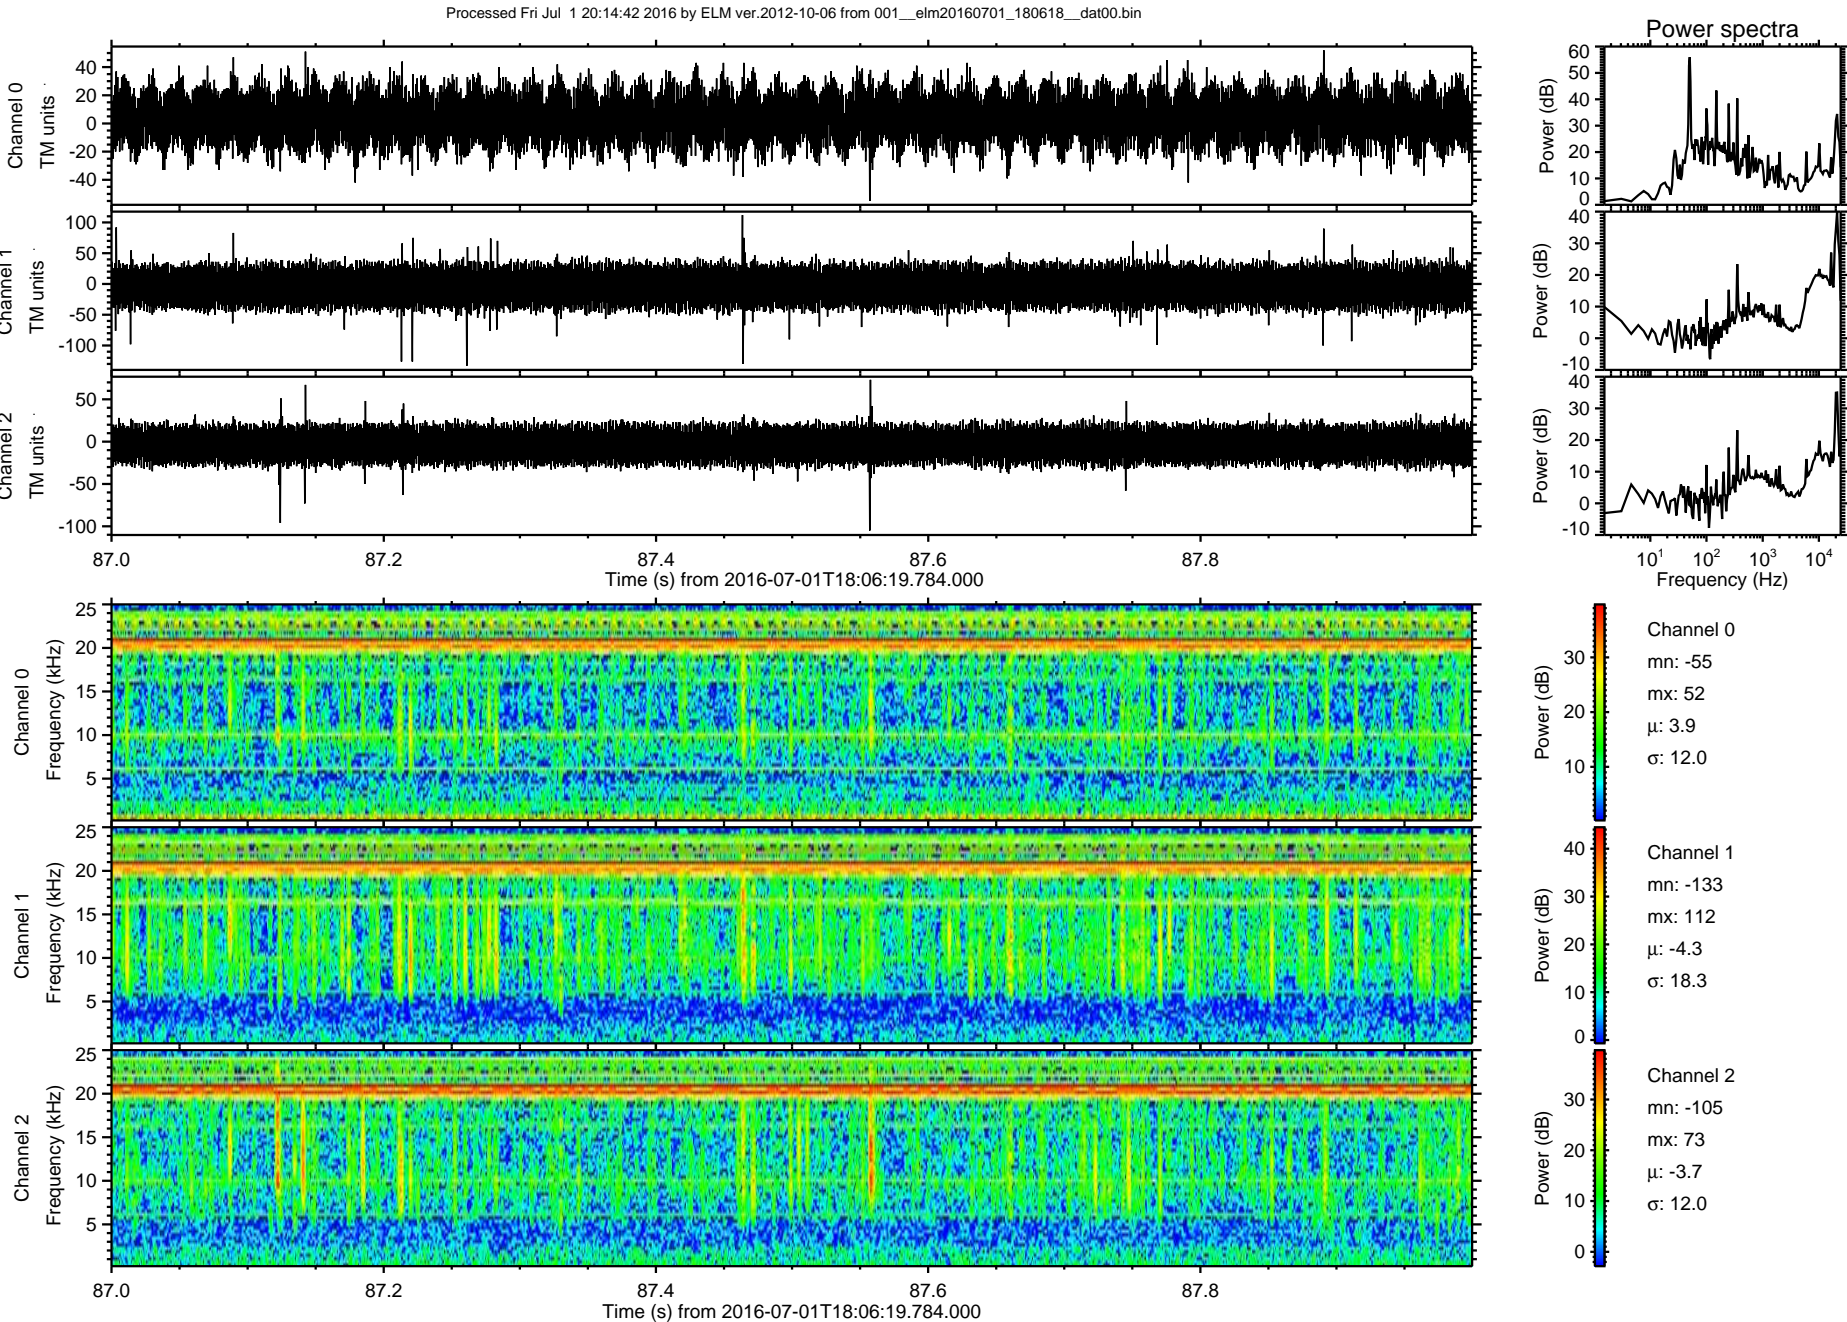 Processed Fri Jul  1 20:14:42 2016 by ELM ver.2012-10-06 from 001__elm20160701_180618__dat00.bin
Power spectra
Channel 0
TM units
40
20
0
-20
-40
Power (dB)
60
50
40
30
20
10
0
Channel 1
TM units
100
50
0
-50
-100
Power (dB)
40
30
20
10
0
-10
Channel 2
TM units
50
0
-50
-100
Power (dB)
40
30
20
10
0
-10
87.0 87.2 87.4 87.6 87.8
Time (s) from 2016-07-01T18:06:19.784.000
10^1 10^2 10^3 10^4
Frequency (Hz)
Channel 0
Frequency (kHz)
25
20
15
10
5
Power (dB)
30
20
10
Channel 0
mn: -55
mx: 52
μ: 3.9
σ: 12.0
Channel 1
Frequency (kHz)
25
20
15
10
5
Power (dB)
40
30
20
10
0
Channel 1
mn: -133
mx: 112
μ: -4.3
σ: 18.3
Channel 2
Frequency (kHz)
25
20
15
10
5
Power (dB)
30
20
10
0
Channel 2
mn: -105
mx: 73
μ: -3.7
σ: 12.0
87.0 87.2 87.4 87.6 87.8
Time (s) from 2016-07-01T18:06:19.784.000